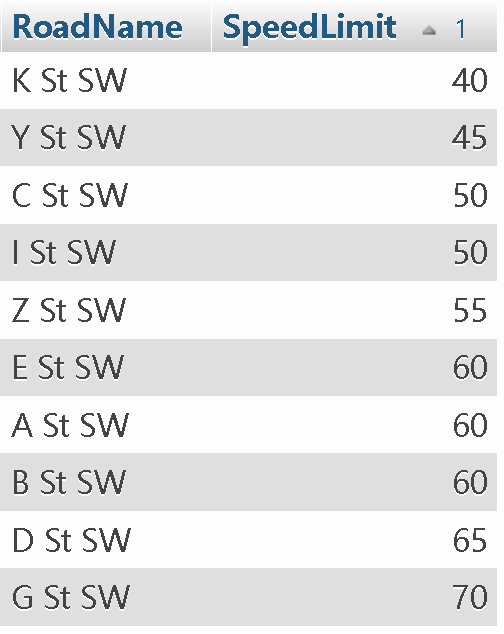 RoadName SpeedLimit 1
K St SW 40
Y St SW 45
C St SW 50
I St SW 50
Z St SW 55
E St SW 60
A St SW 60
B St SW 60
D St SW 65
G St SW 70